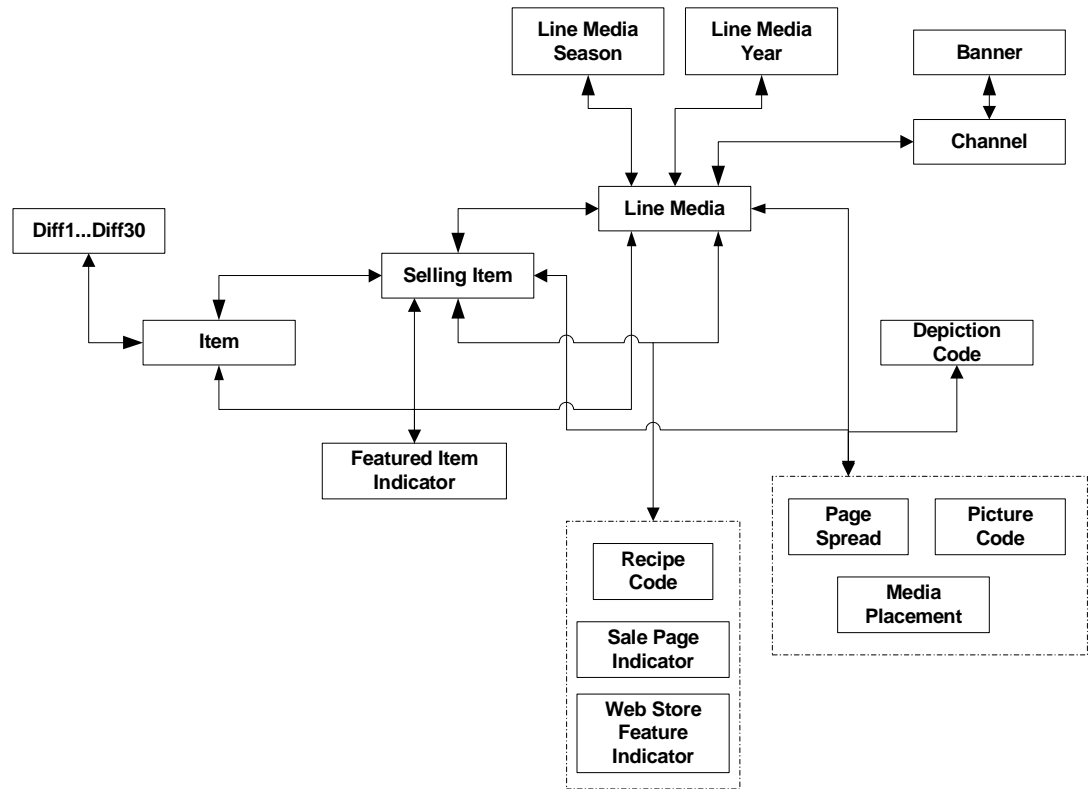 Line Media
Season
Line Media
Year
Banner
Channel
Line Media
Diff1...Diff30
Selling Item
Item
Depiction
Code
Featured Item
Indicator
Page
Spread
Picture
Code
Media
Placement
Recipe
Code
Sale Page
Indicator
Web Store
Feature
Indicator